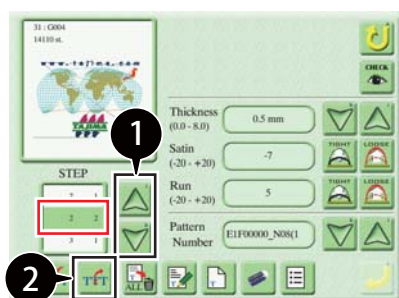 31 : G004
14110 st.
www.tajima.com
TAJIMA
CHECK
1
Thickness
(0.0 - 8.0)
0.5 mm
Satin
(-20 - +20)
-7
TIGHT
LOOSE
STEP
Run
(-20 - +20)
5
TIGHT
LOOSE
2 2
3 1
Pattern
Number
E1F00000_N08(1
2
ALL